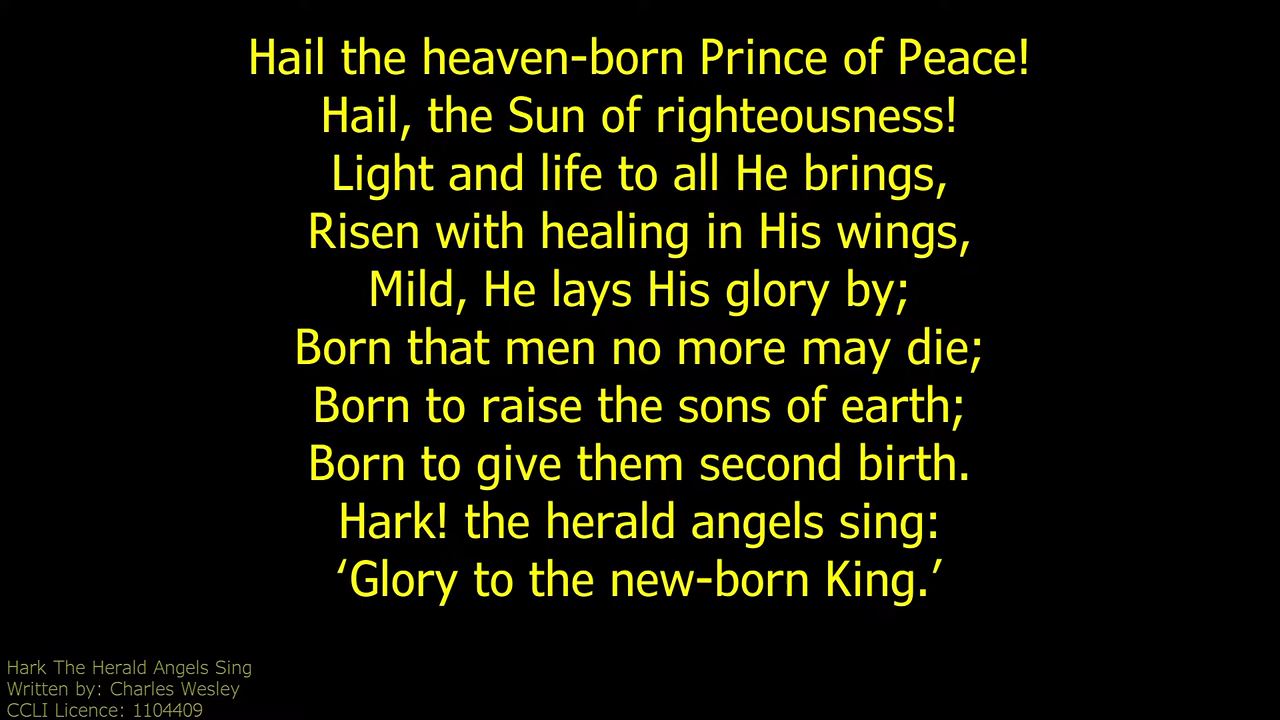 Hail the heaven-born Prince of Peace!
Hail, the Sun of righteousness!
Light and life to all He brings,
Risen with healing in His wings,
Mild, He lays His glory by;
Born that men no more may die;
Born to raise the sons of earth;
Born to give them second birth.
Hark! the herald angels sing:
‘Glory to the new-born King.’
Hark The Herald Angels Sing
Written by: Charles Wesley
CCLI Licence: 1104409